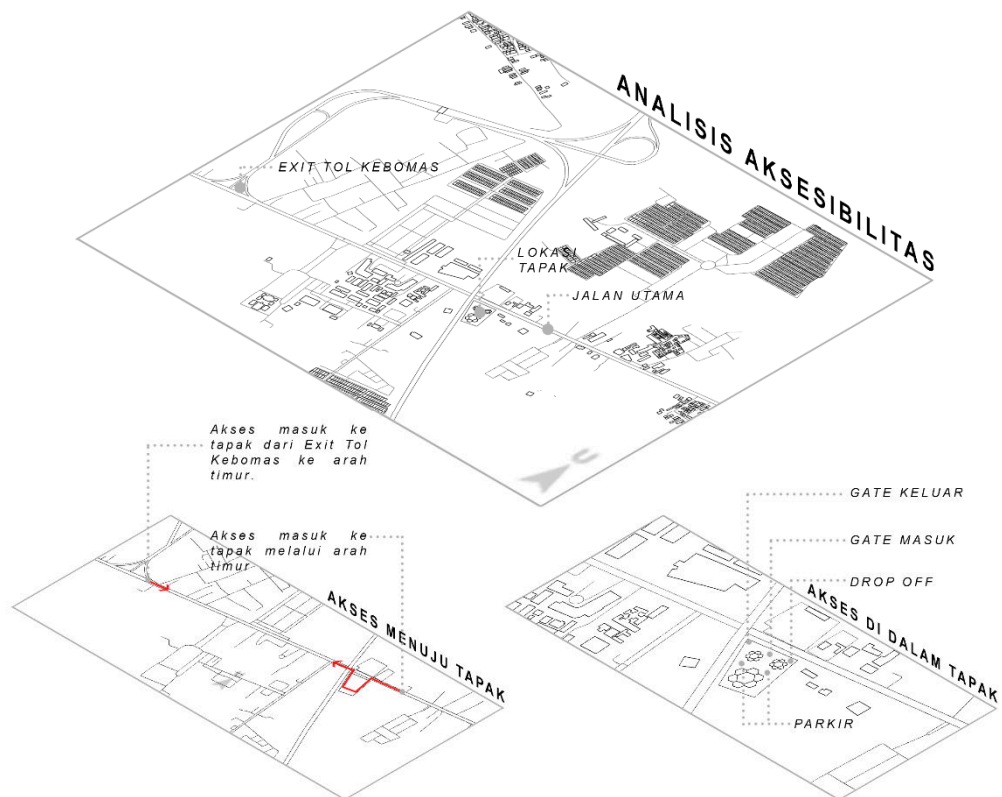 ANALISIS AKSESIBILITAS
EXIT TOL KEBOMAS
LOKASI
TAPAK
JALAN UTAMA
U
Akses masuk ke
tapak dari Exit Tol
Kebomas ke arah
timur.
Akses masuk ke
tapak melalui arah
timur
AKSES MENUJU TAPAK
GATE KELUAR
GATE MASUK
DROP OFF
AKSES DI DALAM TAPAK
PARKIR